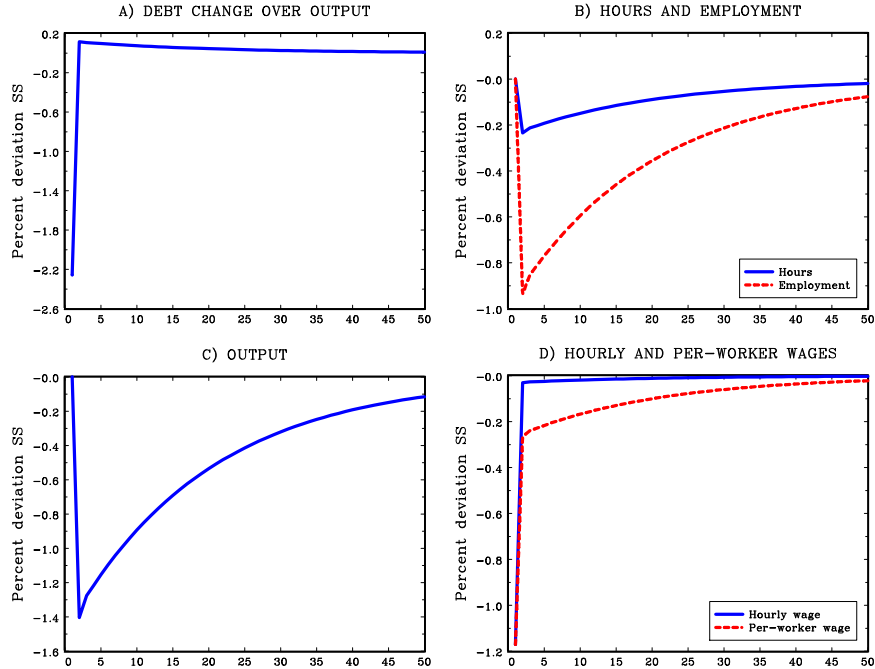 A) DEBT CHANGE OVER OUTPUT
Percent deviation SS
0.2
−0.2
−0.6
−1.0
−1.4
−1.8
−2.2
−2.6
0 5 10 15 20 25 30 35 40 45 50
B) HOURS AND EMPLOYMENT
Percent deviation SS
0.2
−0.0
−0.2
−0.4
−0.6
−0.8
−1.0
Hours
Employment
0 5 10 15 20 25 30 35 40 45 50
C) OUTPUT
Percent deviation SS
−0.0
−0.2
−0.4
−0.6
−0.8
−1.0
−1.2
−1.4
−1.6
0 5 10 15 20 25 30 35 40 45 50
D) HOURLY AND PER−WORKER WAGES
Percent deviation SS
−0.0
−0.2
−0.4
−0.6
−0.8
−1.0
−1.2
Hourly wage
Per−worker wage
0 5 10 15 20 25 30 35 40 45 50